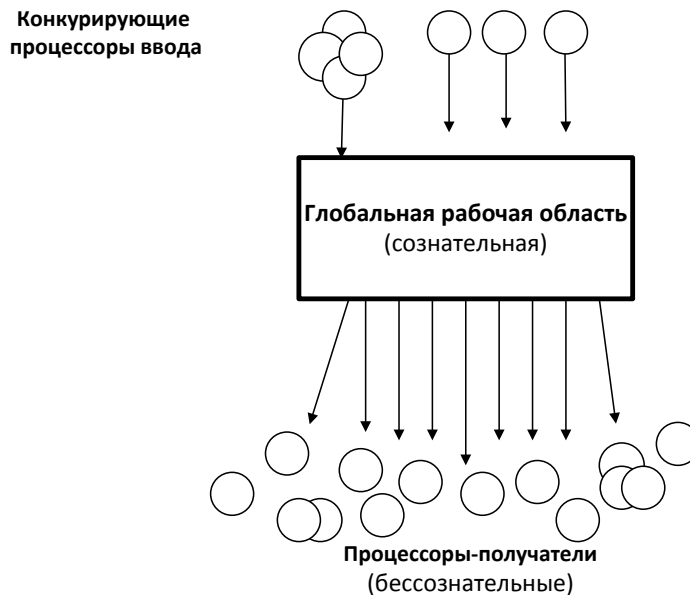 Конкурирующие
процессоры ввода
Глобальная рабочая область
(сознательная)
Процессоры-получатели
(бессознательные)